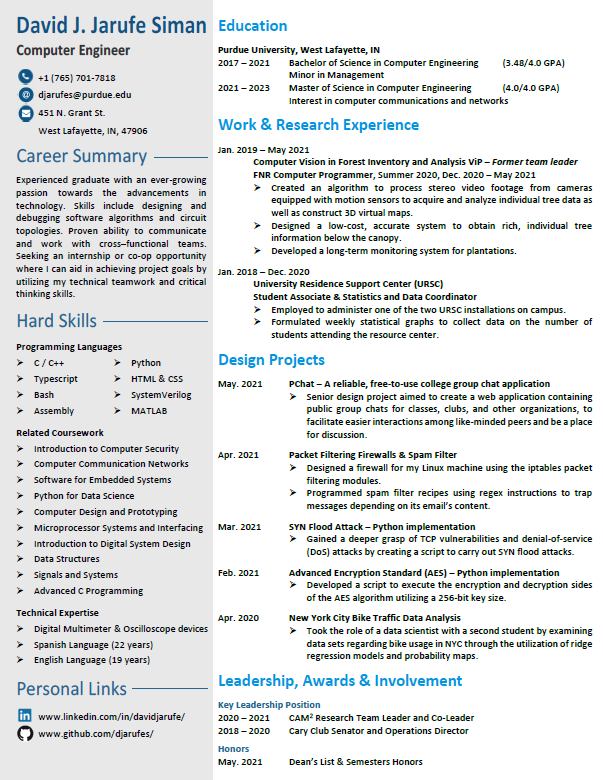 David J. Jarufe Siman
Computer Engineer
+1 (765) 701-7818
djarufes@purdue.edu
451 N. Grant St.
West Lafayette, IN, 47906
Career Summary
Experienced graduate with an ever-growing
passion towards the advancements in
technology. Skills include designing and
debugging software algorithms and circuit
topologies. Proven ability to communicate
and work with cross–functional teams.
Seeking an internship or co-op opportunity
where I can aid in achieving project goals by
utilizing my technical teamwork and critical
thinking skills.
Hard Skills
Programming Languages
➤ C / C++ ➤ Python
➤ Typescript ➤ HTML & CSS
➤ Bash ➤ SystemVerilog
➤ Assembly ➤ MATLAB
Related Coursework
➤ Introduction to Computer Security
➤ Computer Communication Networks
➤ Software for Embedded Systems
➤ Python for Data Science
➤ Computer Design and Prototyping
➤ Microprocessor Systems and Interfacing
➤ Introduction to Digital System Design
➤ Data Structures
➤ Signals and Systems
➤ Advanced C Programming
Technical Expertise
➤ Digital Multimeter & Oscilloscope devices
➤ Spanish Language (22 years)
➤ English Language (19 years)
Personal Links
www.linkedin.com/in/davidjarufe/
www.github.com/djarufes/
Education
Purdue University, West Lafayette, IN
2017 – 2021 Bachelor of Science in Computer Engineering (3.48/4.0 GPA)
Minor in Management
2021 – 2023 Master of Science in Computer Engineering (4.0/4.0 GPA)
Interest in computer communications and networks
Work & Research Experience
Jan. 2019 – May 2021
Computer Vision in Forest Inventory and Analysis ViP – Former team leader
FNR Computer Programmer, Summer 2020, Dec. 2020 – May 2021
➤ Created an algorithm to process stereo video footage from cameras
equipped with motion sensors to acquire and analyze individual tree data as
well as construct 3D virtual maps.
➤ Designed a low-cost, accurate system to obtain rich, individual tree
information below the canopy.
➤ Developed a long-term monitoring system for plantations.
Jan. 2018 – Dec. 2020
University Residence Support Center (URSC)
Student Associate & Statistics and Data Coordinator
➤ Employed to administer one of the two URSC installations on campus.
➤ Formulated weekly statistical graphs to collect data on the number of
students attending the resource center.
Design Projects
May. 2021 PChat – A reliable, free-to-use college group chat application
➤ Senior design project aimed to create a web application containing
public group chats for classes, clubs, and other organizations, to
facilitate easier interactions among like-minded peers and be a place
for discussion.
Apr. 2021 Packet Filtering Firewalls & Spam Filter
➤ Designed a firewall for my Linux machine using the iptables packet
filtering modules.
➤ Programmed spam filter recipes using regex instructions to trap
messages depending on its email's content.
Mar. 2021 SYN Flood Attack – Python implementation
➤ Gained a deeper grasp of TCP vulnerabilities and denial-of-service
(DoS) attacks by creating a script to carry out SYN flood attacks.
Feb. 2021 Advanced Encryption Standard (AES) – Python implementation
➤ Developed a script to execute the encryption and decryption sides
of the AES algorithm utilizing a 256-bit key size.
Apr. 2020 New York City Bike Traffic Data Analysis
➤ Took the role of a data scientist with a second student by examining
data sets regarding bike usage in NYC through the utilization of ridge
regression models and probability maps.
Leadership, Awards & Involvement
Key Leadership Position
2020 – 2021 CAM² Research Team Leader and Co-Leader
2018 – 2020 Cary Club Senator and Operations Director
Honors
May. 2021 Dean's List & Semesters Honors